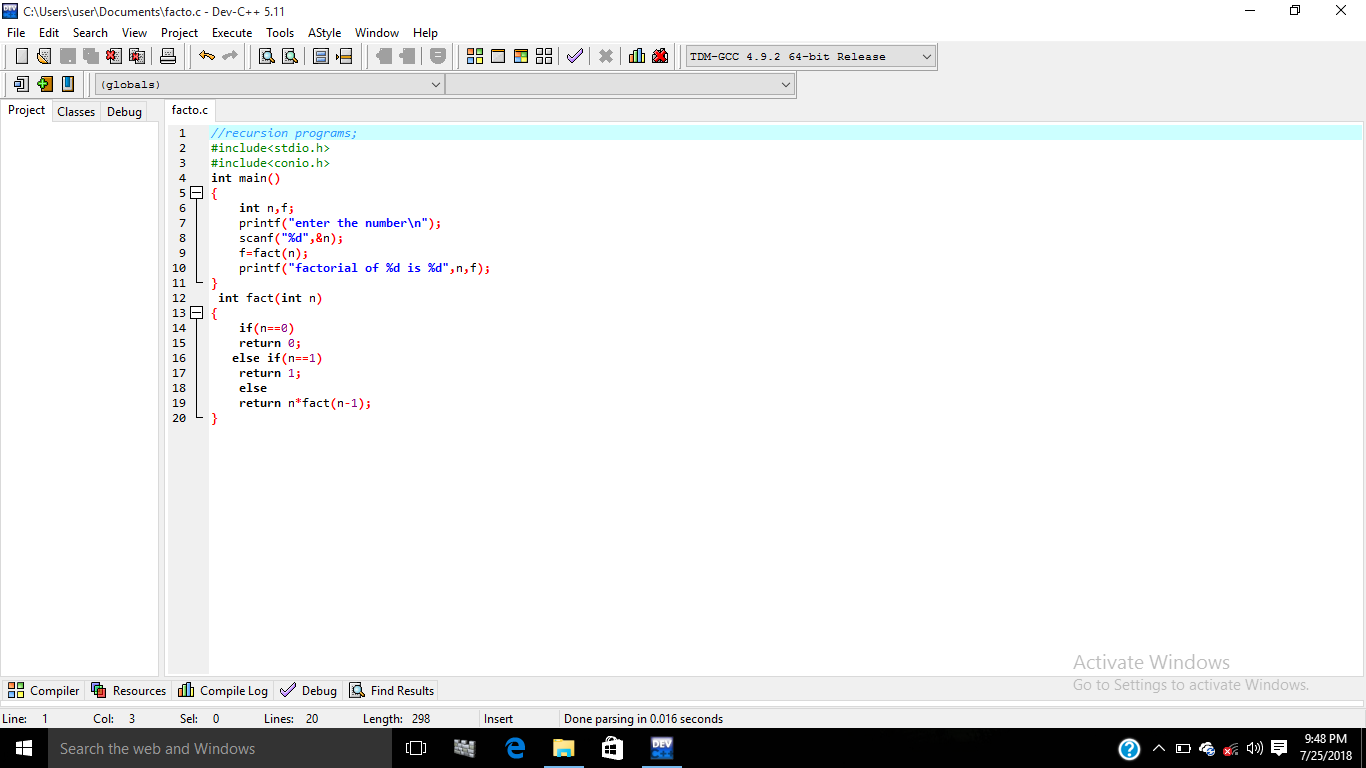 C:\Users\user\Documents\facto.c - Dev-C++ 5.11
File Edit Search View Project Execute Tools AStyle Window Help
TDM-GCC 4.9.2 64-bit Release
(globals)
Project Classes Debug facto.c
1 //recursion programs;
2 #include<stdio.h>
3 #include<conio.h>
4 int main()
5 {
6 int n,f;
7 printf("enter the number\n");
8 scanf("%d",&n);
9 f=fact(n);
10 printf("factorial of %d is %d",n,f);
11 }
12 int fact(int n)
13 {
14 if(n==0)
15 return 0;
16 else if(n==1)
17 return 1;
18 else
19 return n*fact(n-1);
20 }
Activate Windows
Go to Settings to activate Windows.
Compiler Resources Compile Log Debug Find Results
Line: 1 Col: 3 Sel: 0 Lines: 20 Length: 298 Insert Done parsing in 0.016 seconds
Search the web and Windows
DEV
9:48 PM
7/25/2018